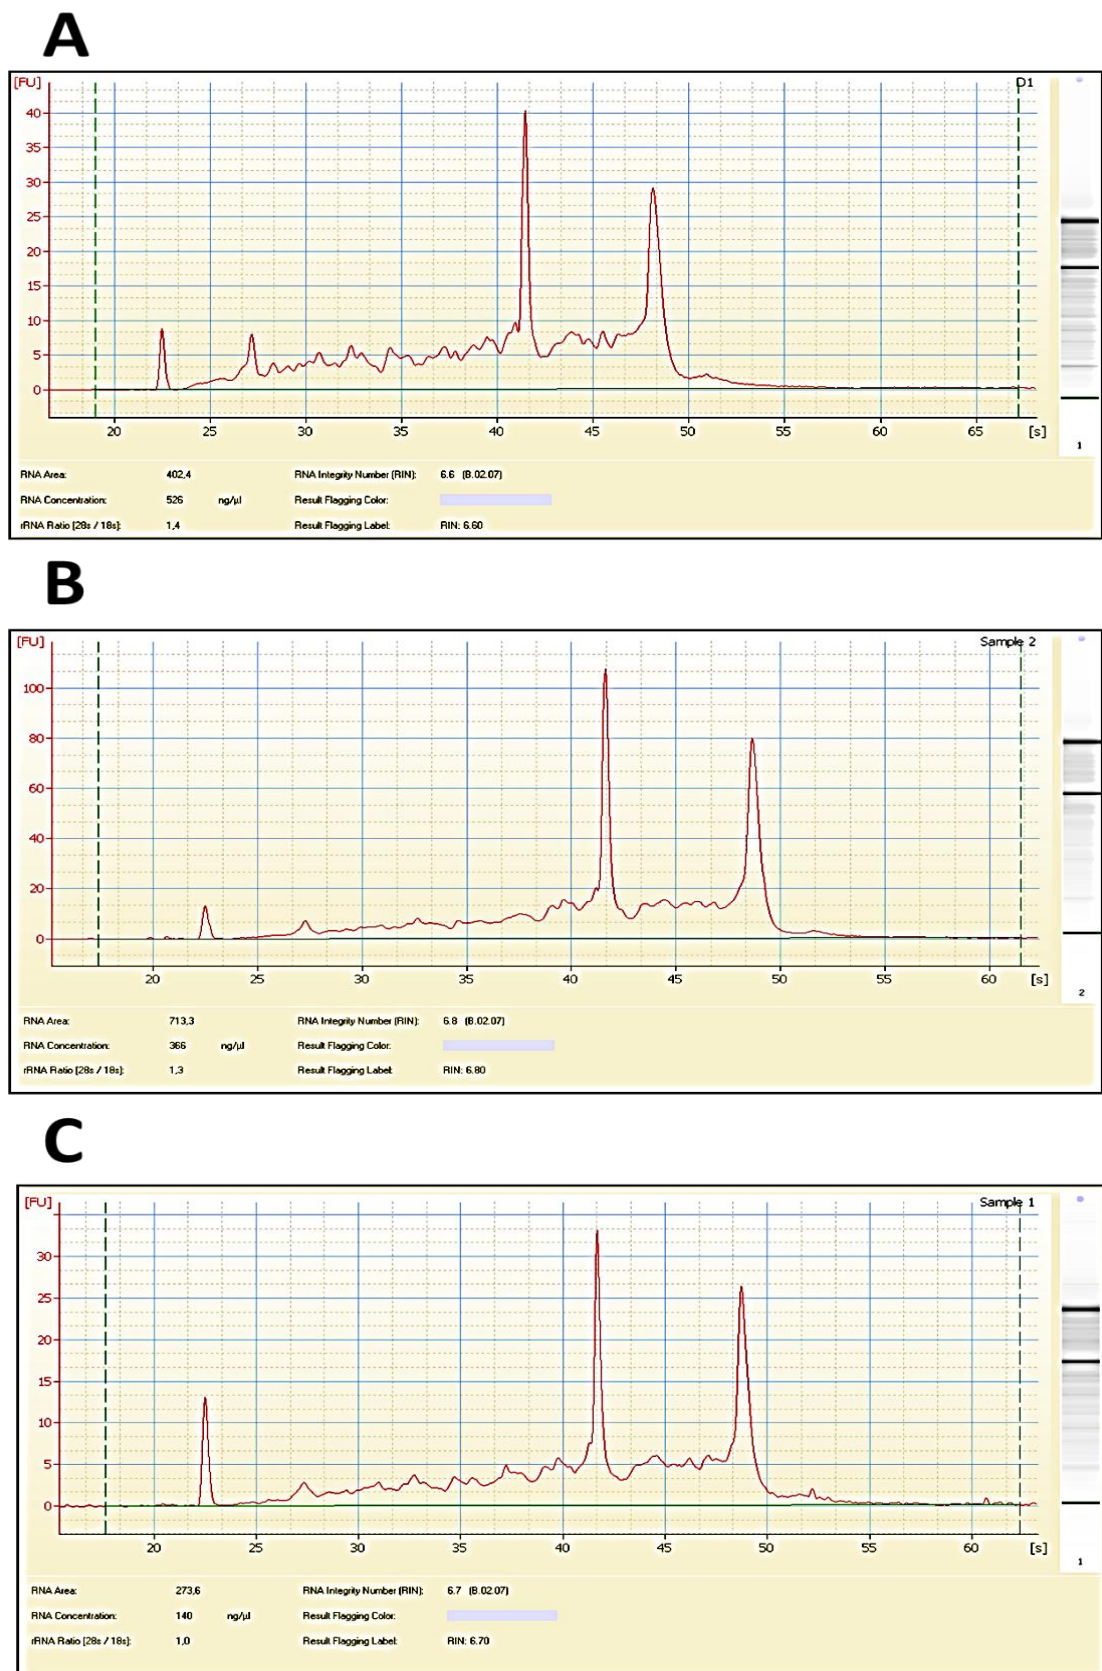 A
[FU]
D1
40
35
30
25
20
15
10
5
0
20 25 30 35 40 45 50 55 60 65 [s]
1
RNA Area: 402,4 RNA Integrity Number (RIN): 6.6 (B.02.07)
RNA Concentration: 526 ng/µl Result Flagging Color:
rRNA Ratio [28s / 18s]: 1,4 Result Flagging Label: RIN: 6.60
B
[FU]
Sample 2
100
80
60
40
20
0
20 25 30 35 40 45 50 55 60 [s]
2
RNA Area: 713,3 RNA Integrity Number (RIN): 6.8 (B.02.07)
RNA Concentration: 366 ng/µl Result Flagging Color:
rRNA Ratio [28s / 18s]: 1,3 Result Flagging Label: RIN: 6.80
C
[FU]
Sample 1
30
25
20
15
10
5
0
20 25 30 35 40 45 50 55 60 [s]
1
RNA Area: 273,6 RNA Integrity Number (RIN): 6.7 (B.02.07)
RNA Concentration: 140 ng/µl Result Flagging Color:
rRNA Ratio [28s / 18s]: 1,0 Result Flagging Label: RIN: 6.70